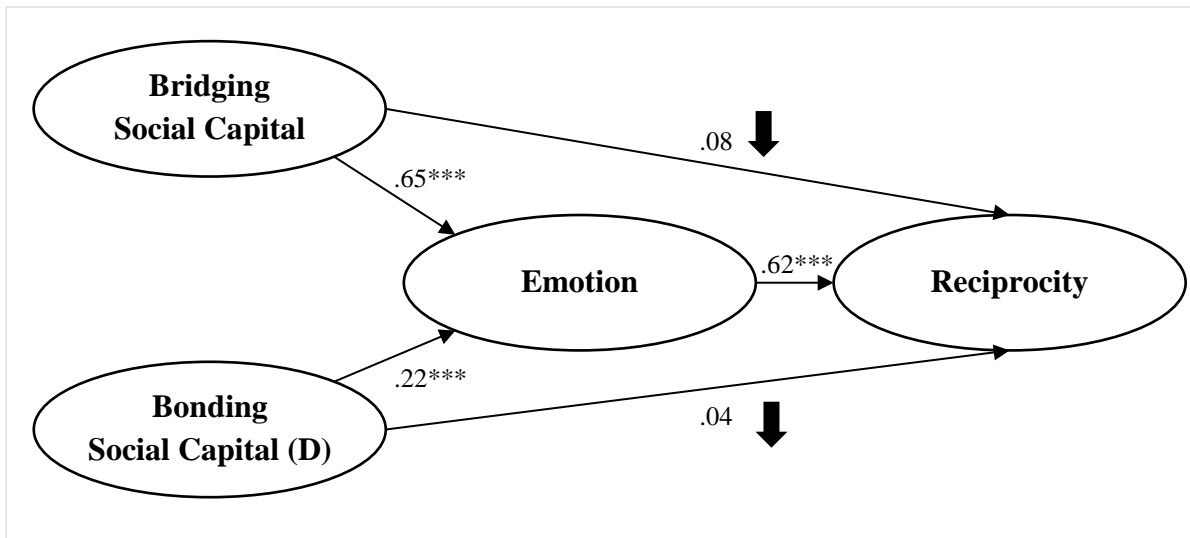 Bridging
Social Capital
.08
.65***
Emotion
.62***
Reciprocity
.22***
Bonding
Social Capital (D)
.04